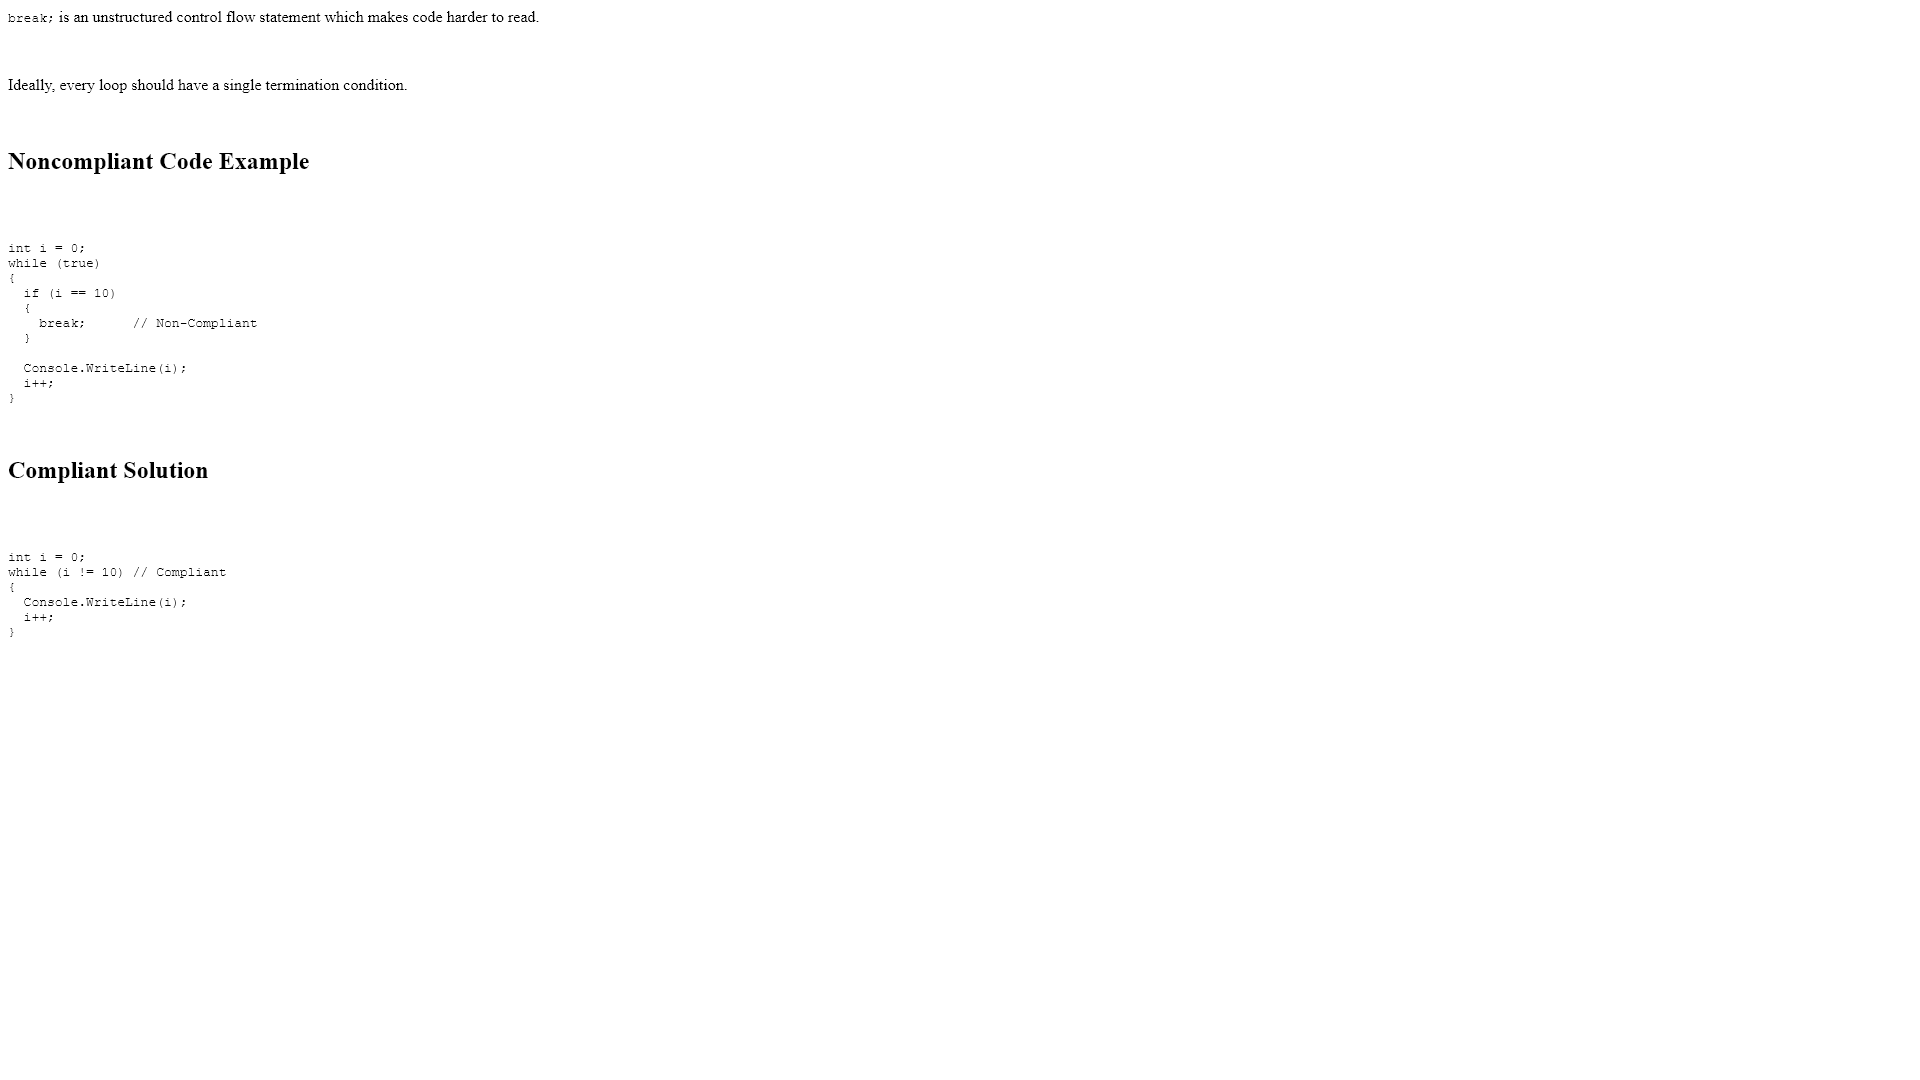 break; is an unstructured control flow statement which makes code harder to read.
Ideally, every loop should have a single termination condition.
Noncompliant Code Example
int i = 0;
while (true)
{
  if (i == 10)
  {
    break;      // Non-Compliant
  }
  Console.WriteLine(i);
  i++;
}
Compliant Solution
int i = 0;
while (i != 10) // Compliant
{
  Console.WriteLine(i);
  i++;
}